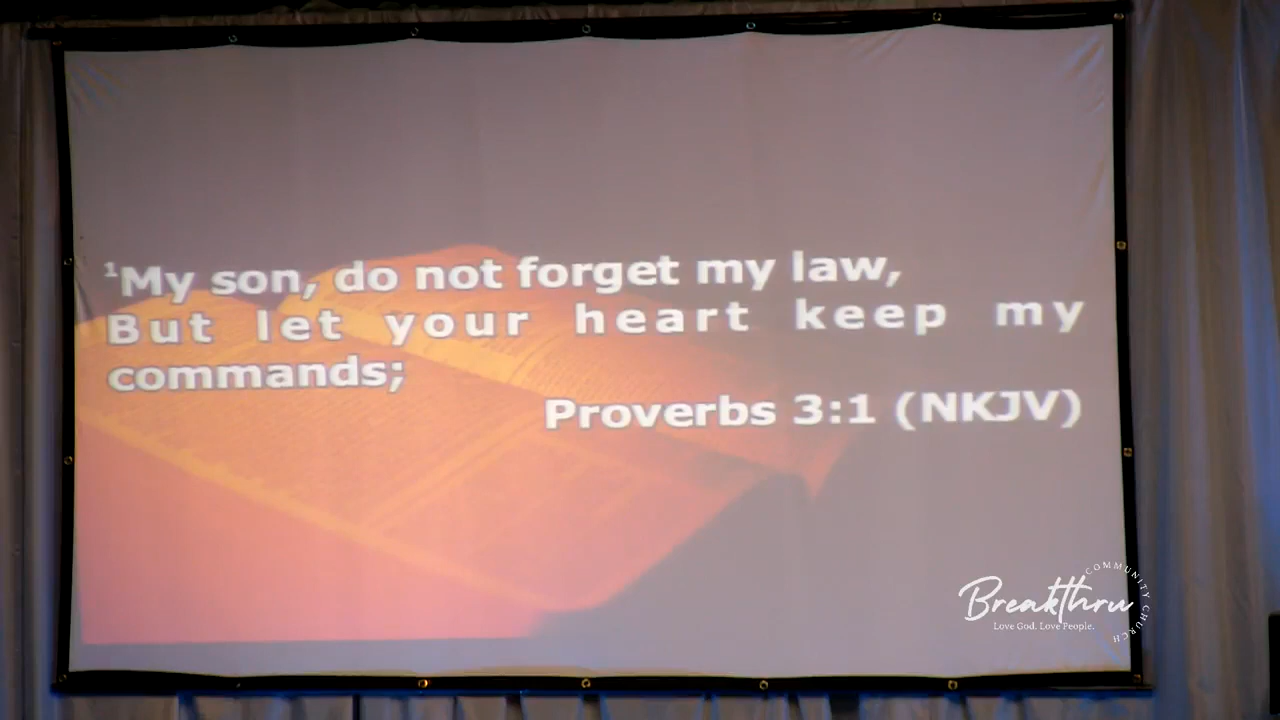 ¹My son, do not forget my law,
But let your heart keep my
commands;
Proverbs 3:1 (NKJV)
Breakthru
COMMUNITY CHURCH
Love God. Love People.